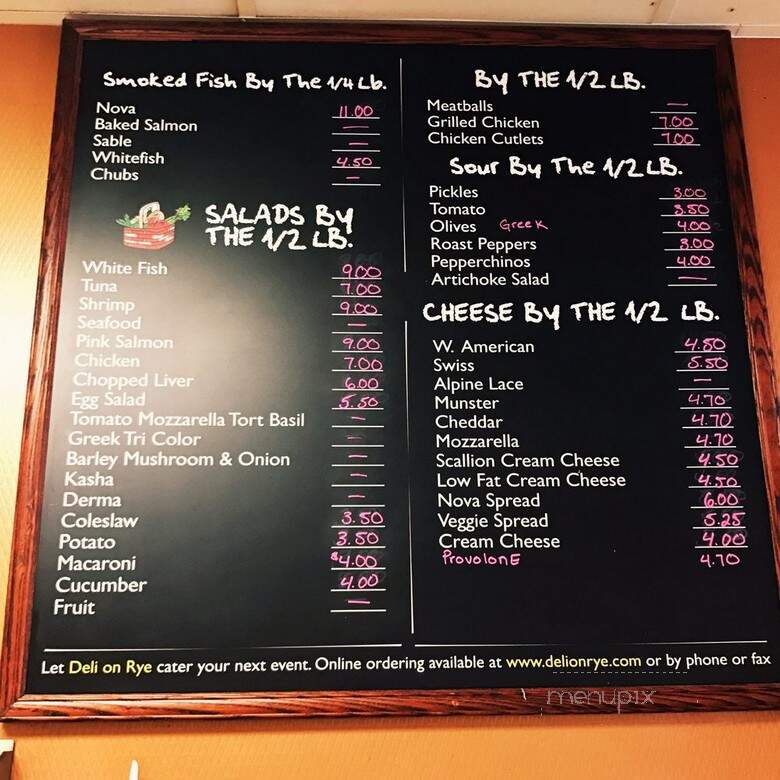 Smoked Fish By The 1/4 Lb.
Nova 11.00
Baked Salmon —
Sable —
Whitefish 4.50
Chubs —
SALADS By
THE 1/2 LB.
White Fish 9.00
Tuna 7.00
Shrimp 9.00
Seafood —
Pink Salmon 9.00
Chicken 7.00
Chopped Liver 6.00
Egg Salad 5.50
Tomato Mozzarella Tort Basil —
Greek Tri Color —
Barley Mushroom & Onion —
Kasha —
Derma —
Coleslaw 3.50
Potato 3.50
Macaroni $4.00
Cucumber 4.00
Fruit —
By THE 1/2 LB.
Meatballs —
Grilled Chicken 7.00
Chicken Cutlets 7.00
Sour By The 1/2 LB.
Pickles 3.00
Tomato 3.50
Olives Greek 4.00
Roast Peppers 3.00
Pepperchinos 4.00
Artichoke Salad —
CHEESE By THE 1/2 LB.
W. American 4.80
Swiss 5.50
Alpine Lace —
Munster 4.70
Cheddar 4.70
Mozzarella 4.70
Scallion Cream Cheese 4.50
Low Fat Cream Cheese 4.50
Nova Spread 6.00
Veggie Spread 5.25
Cream Cheese 4.00
ProvolonE 4.70
Let Deli on Rye cater your next event. Online ordering available at www.delionrye.com or by phone or fax
menupix